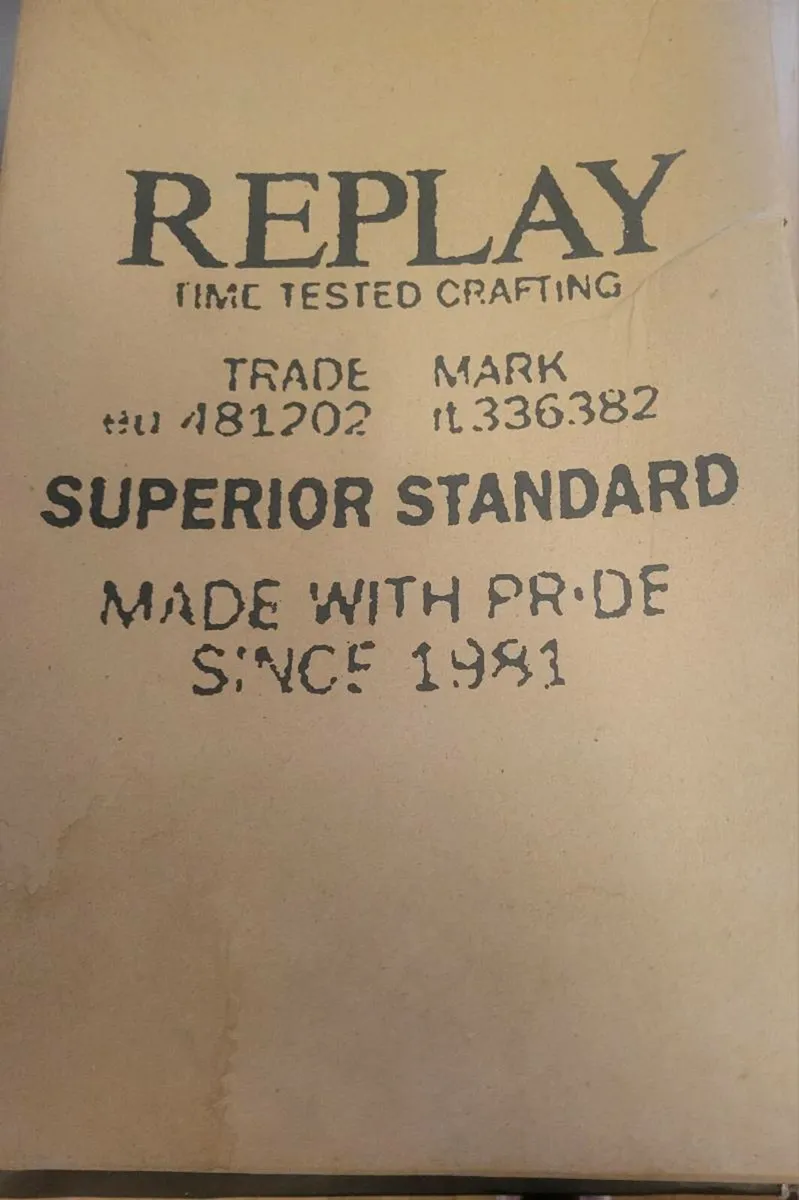 REPLAY
TIME TESTED CRAFTING
TRADE MARK
eu 481202 it 336382
SUPERIOR STANDARD
MADE WITH PRIDE
SINCE 1981